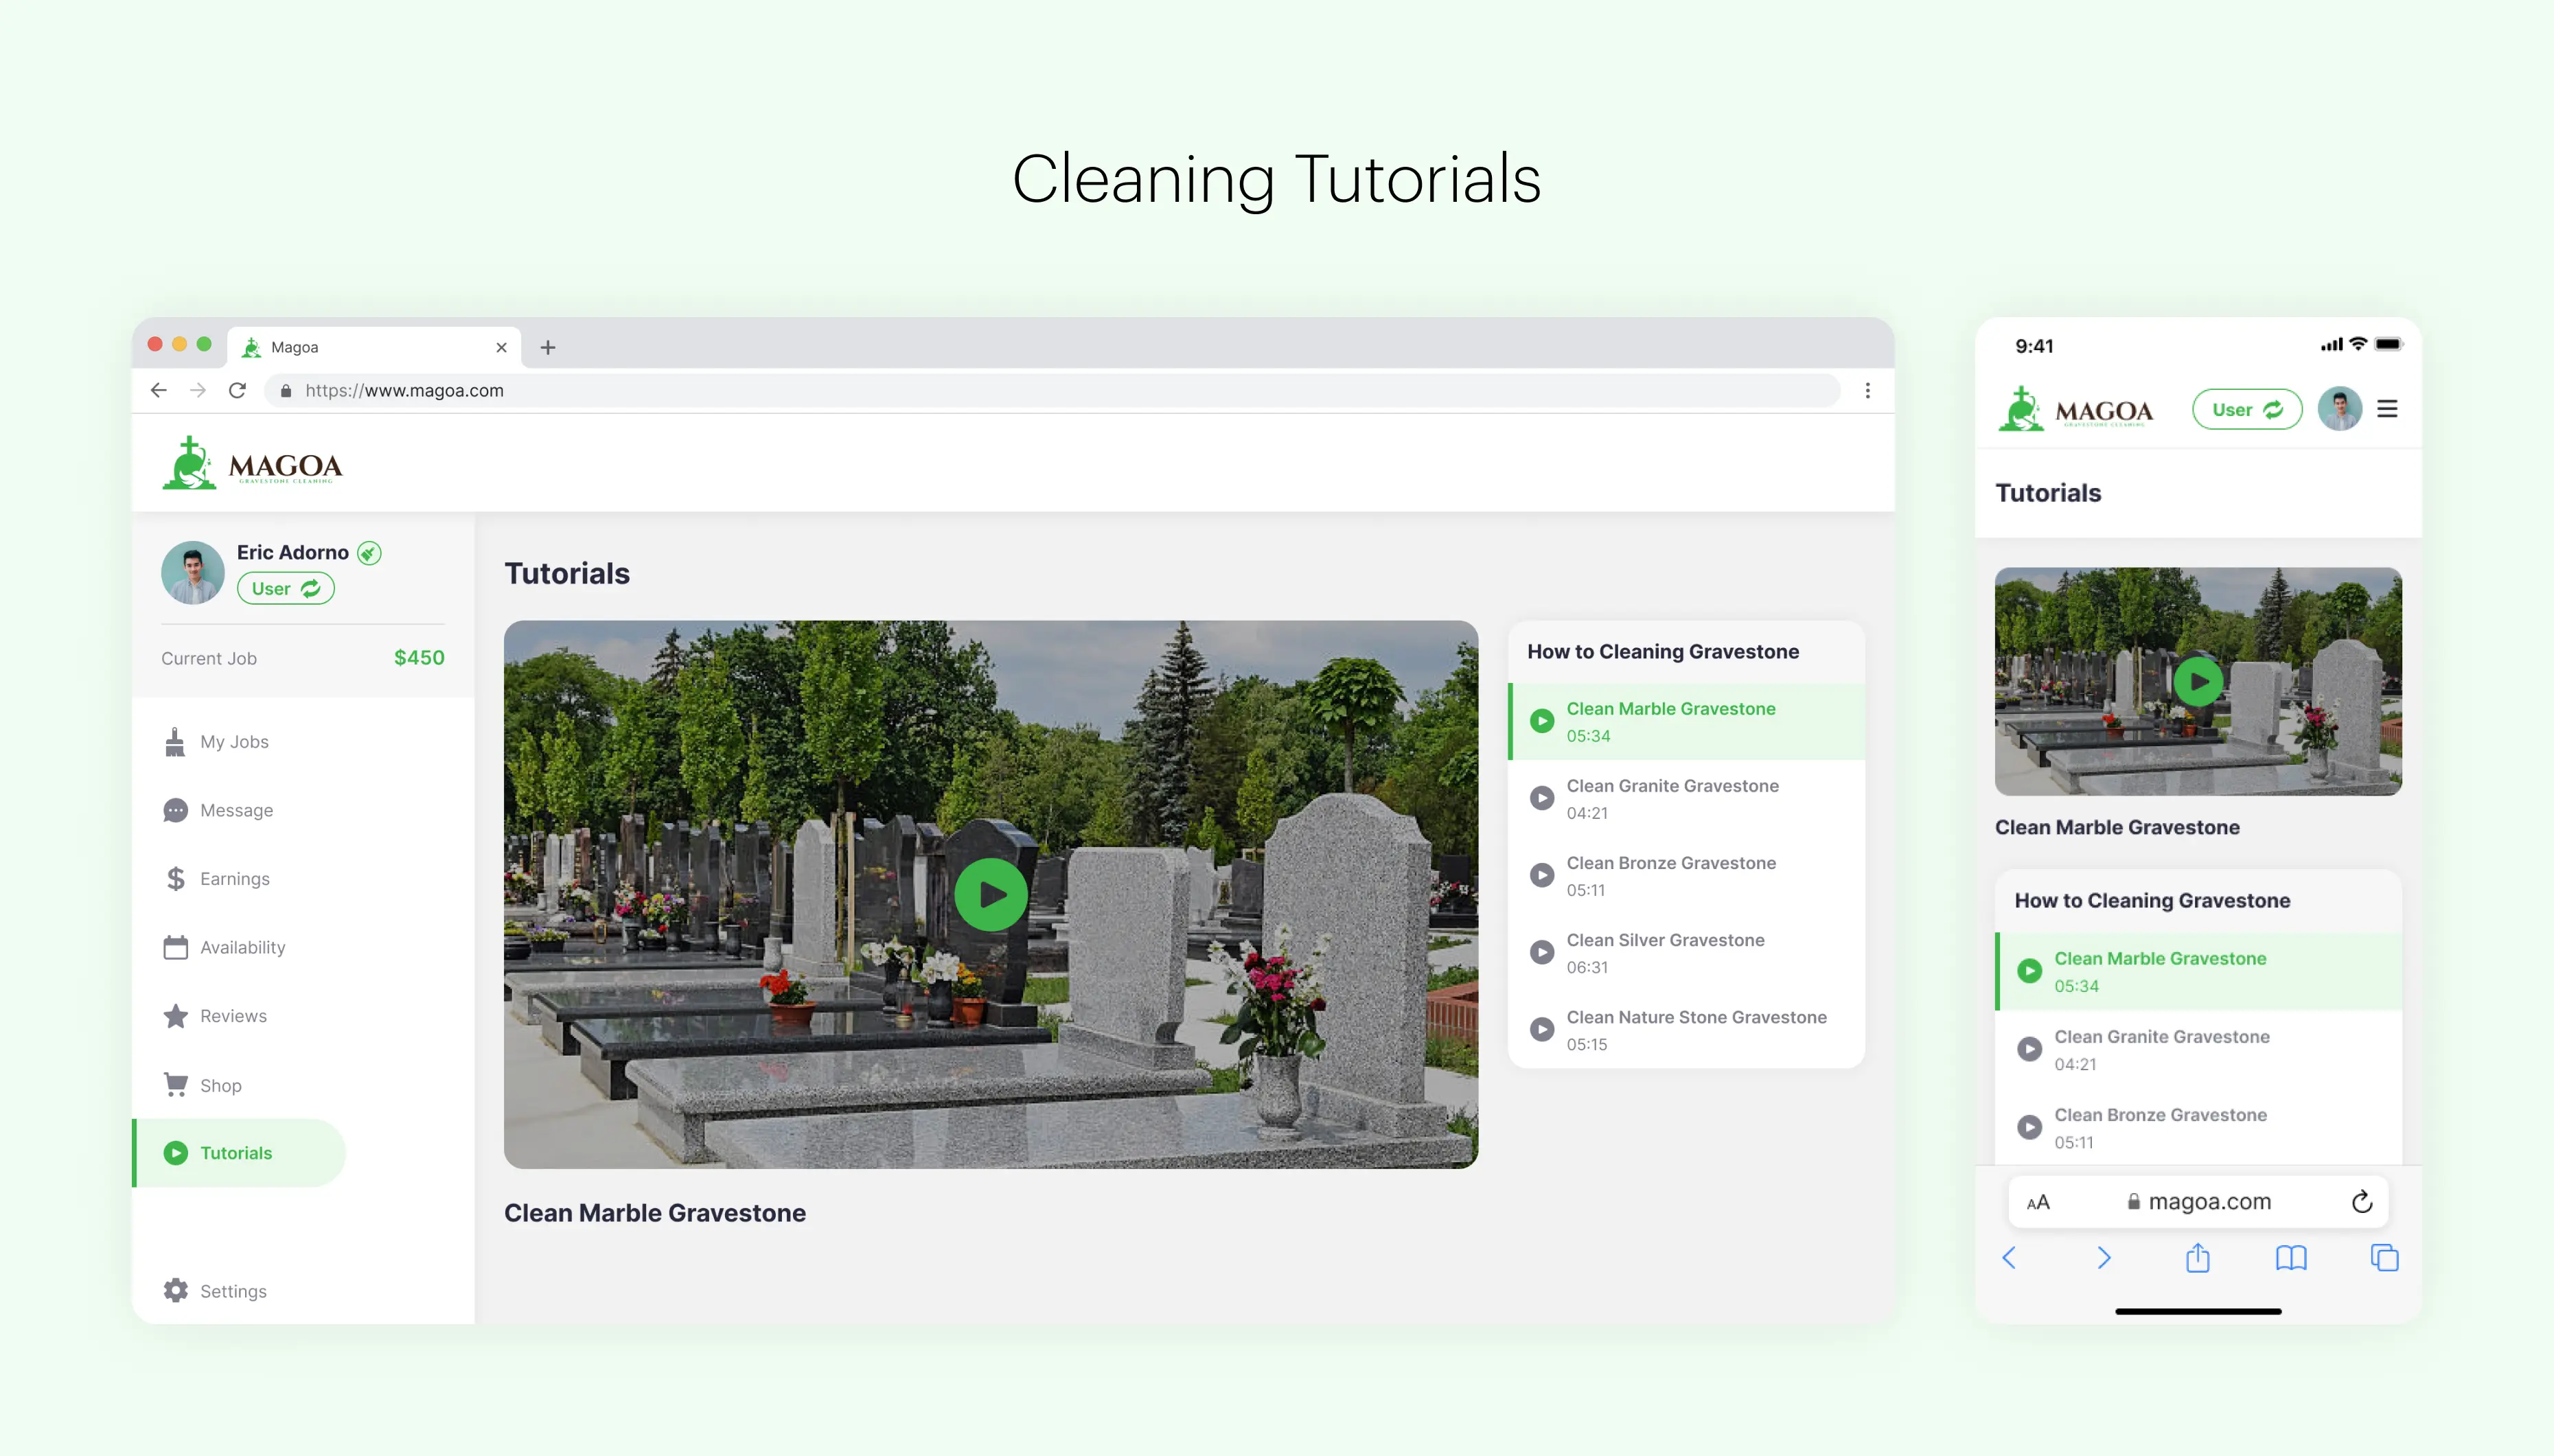 Cleaning Tutorials
Magoa
https://www.magoa.com
MAGOA
GRAVESTONE CLEANING
Eric Adorno
User
Current Job
$450
My Jobs
Message
Earnings
Availability
Reviews
Shop
Tutorials
Settings
Tutorials
Clean Marble Gravestone
How to Cleaning Gravestone
Clean Marble Gravestone
05:34
Clean Granite Gravestone
04:21
Clean Bronze Gravestone
05:11
Clean Silver Gravestone
06:31
Clean Nature Stone Gravestone
05:15
9:41
MAGOA
GRAVESTONE CLEANING
User
Tutorials
Clean Marble Gravestone
How to Cleaning Gravestone
Clean Marble Gravestone
05:34
Clean Granite Gravestone
04:21
Clean Bronze Gravestone
05:11
AA
magoa.com